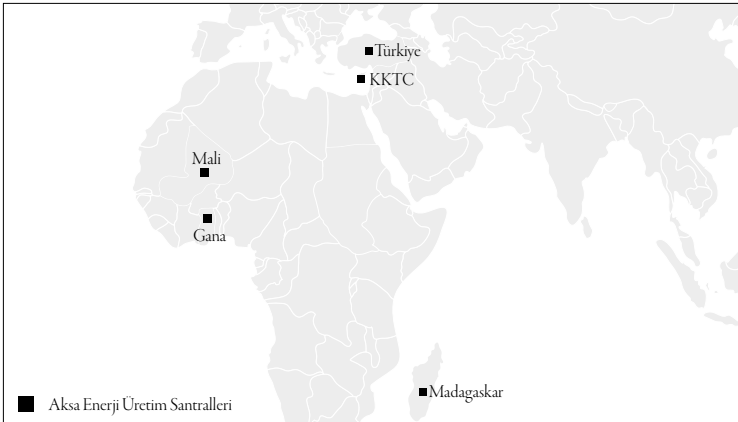 Türkiye
KKTC
Mali
Gana
Madagaskar
Aksa Enerji Üretim Santralleri